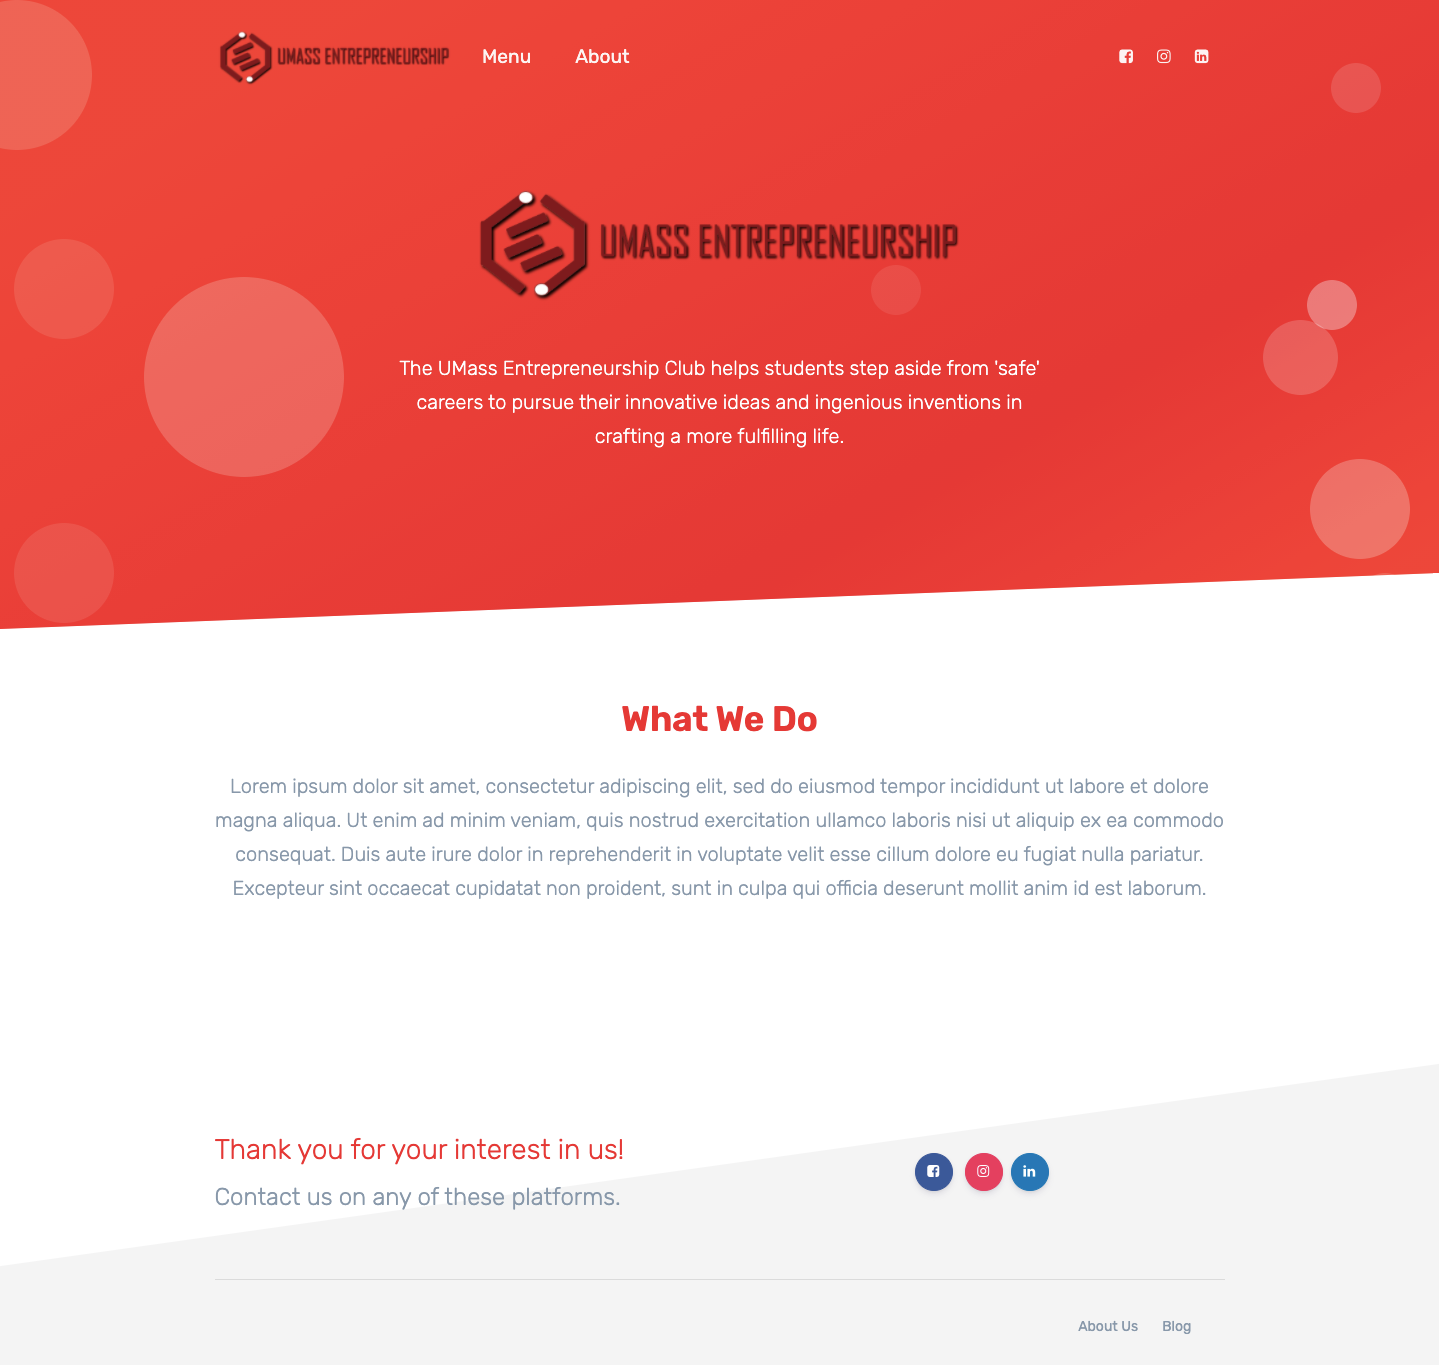 UMASS ENTREPRENEURSHIP Menu About
UMASS ENTREPRENEURSHIP
The UMass Entrepreneurship Club helps students step aside from 'safe'
careers to pursue their innovative ideas and ingenious inventions in
crafting a more fulfilling life.
What We Do
Lorem ipsum dolor sit amet, consectetur adipiscing elit, sed do eiusmod tempor incididunt ut labore et dolore
magna aliqua. Ut enim ad minim veniam, quis nostrud exercitation ullamco laboris nisi ut aliquip ex ea commodo
consequat. Duis aute irure dolor in reprehenderit in voluptate velit esse cillum dolore eu fugiat nulla pariatur.
Excepteur sint occaecat cupidatat non proident, sunt in culpa qui officia deserunt mollit anim id est laborum.
Thank you for your interest in us!
Contact us on any of these platforms.
About Us Blog